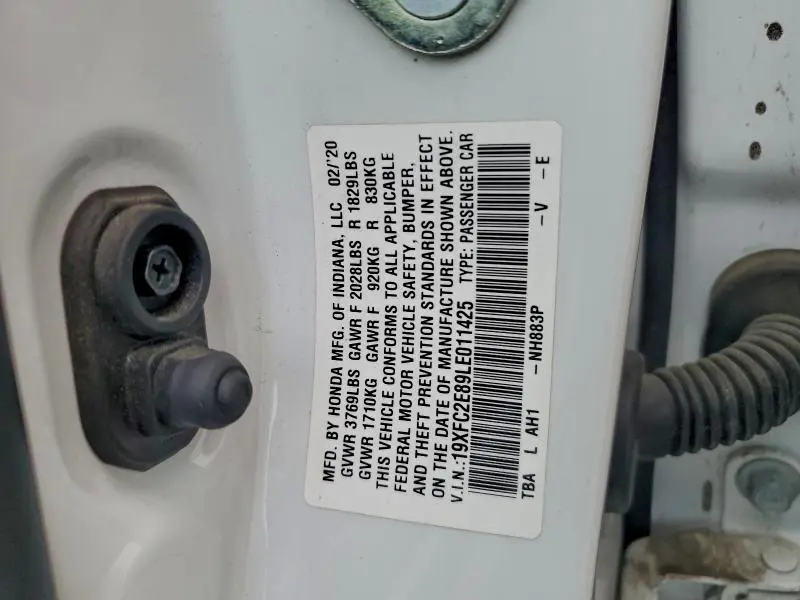 MFD. BY HONDA MFG. OF INDIANA, LLC 02/'20
GVWR 3769LBS GAWR F 2028LBS R 1829LBS
GVWR 1710KG GAWR F 920KG R 830KG
THIS VEHICLE CONFORMS TO ALL APPLICABLE
FEDERAL MOTOR VEHICLE SAFETY, BUMPER,
AND THEFT PREVENTION STANDARDS IN EFFECT
ON THE DATE OF MANUFACTURE SHOWN ABOVE.
V.I.N.:19XFC2E89LE011425 TYPE: PASSENGER CAR
TBA L AH1 -NH883P -V -E